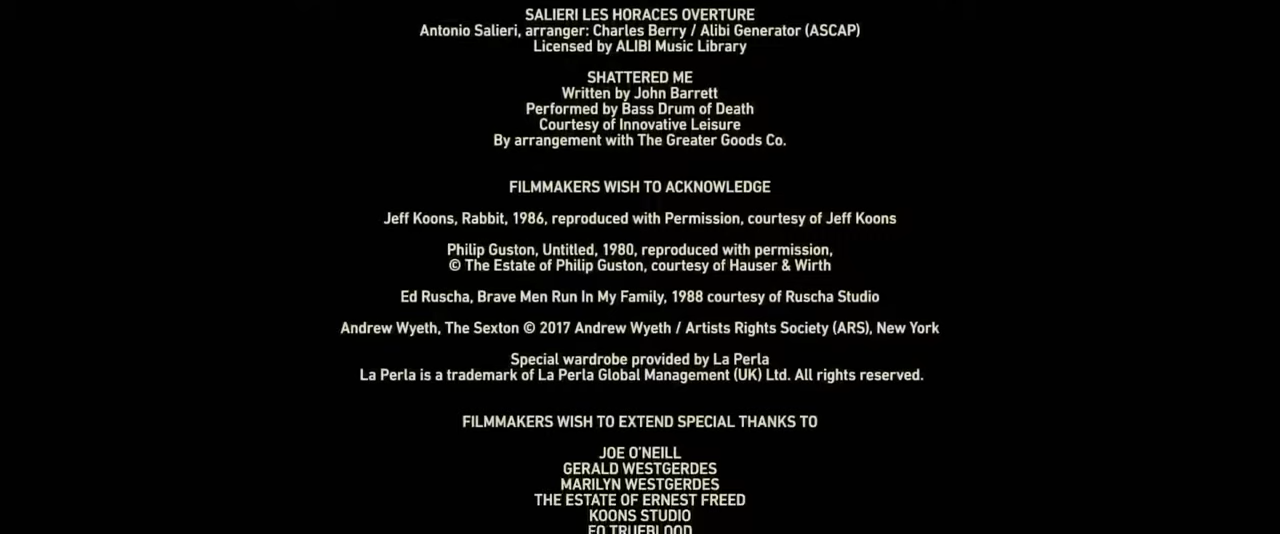 SALIERI LES HORACES OVERTURE
Antonio Salieri, arranger: Charles Berry / Alibi Generator (ASCAP)
Licensed by ALIBI Music Library
SHATTERED ME
Written by John Barrett
Performed by Bass Drum of Death
Courtesy of Innovative Leisure
By arrangement with The Greater Goods Co.
FILMMAKERS WISH TO ACKNOWLEDGE
Jeff Koons, Rabbit, 1986, reproduced with Permission, courtesy of Jeff Koons
Philip Guston, Untitled, 1980, reproduced with permission,
© The Estate of Philip Guston, courtesy of Hauser & Wirth
Ed Ruscha, Brave Men Run In My Family, 1988 courtesy of Ruscha Studio
Andrew Wyeth, The Sexton © 2017 Andrew Wyeth / Artists Rights Society (ARS), New York
Special wardrobe provided by La Perla
La Perla is a trademark of La Perla Global Management (UK) Ltd. All rights reserved.
FILMMAKERS WISH TO EXTEND SPECIAL THANKS TO
JOE O'NEILL
GERALD WESTGERDES
MARILYN WESTGERDES
THE ESTATE OF ERNEST FREED
KOONS STUDIO
TRUEBLOOD